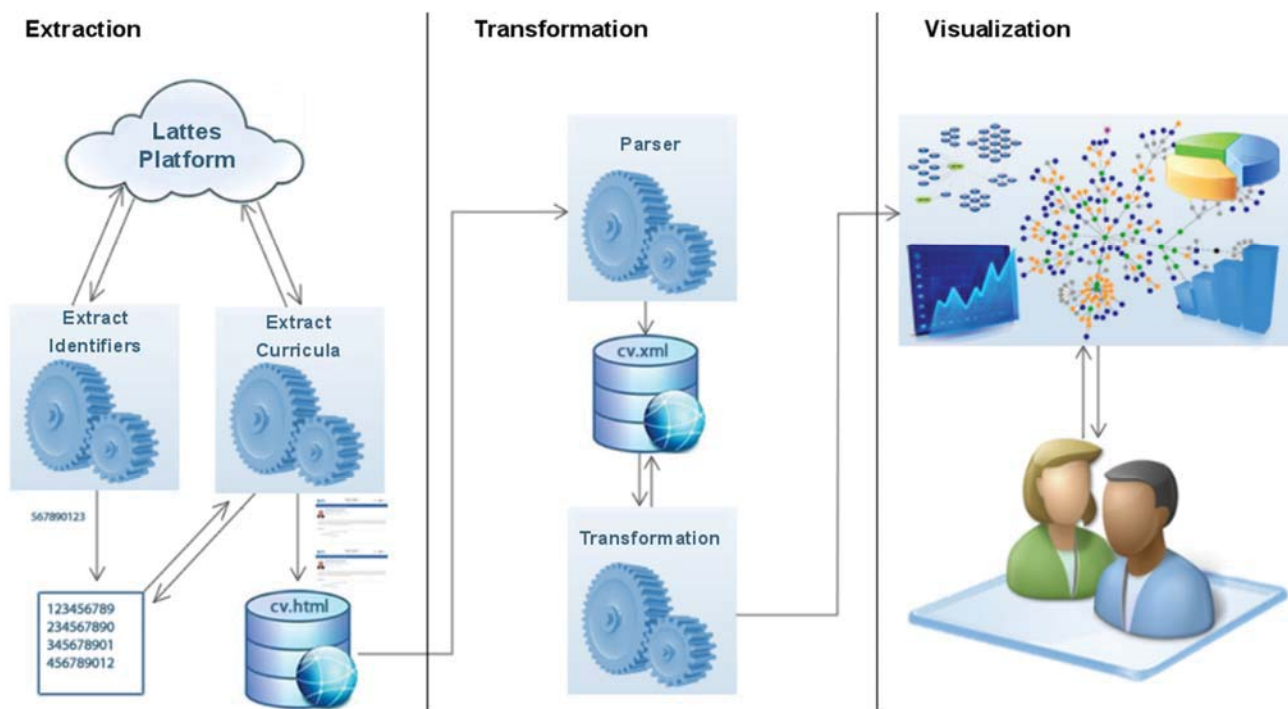 Extraction
Lattes
Platform
Extract
Identifiers
Extract
Curricula
567890123
123456789
234567890
345678901
456789012
cv.html
Transformation
Parser
cv.xml
Transformation
Visualization